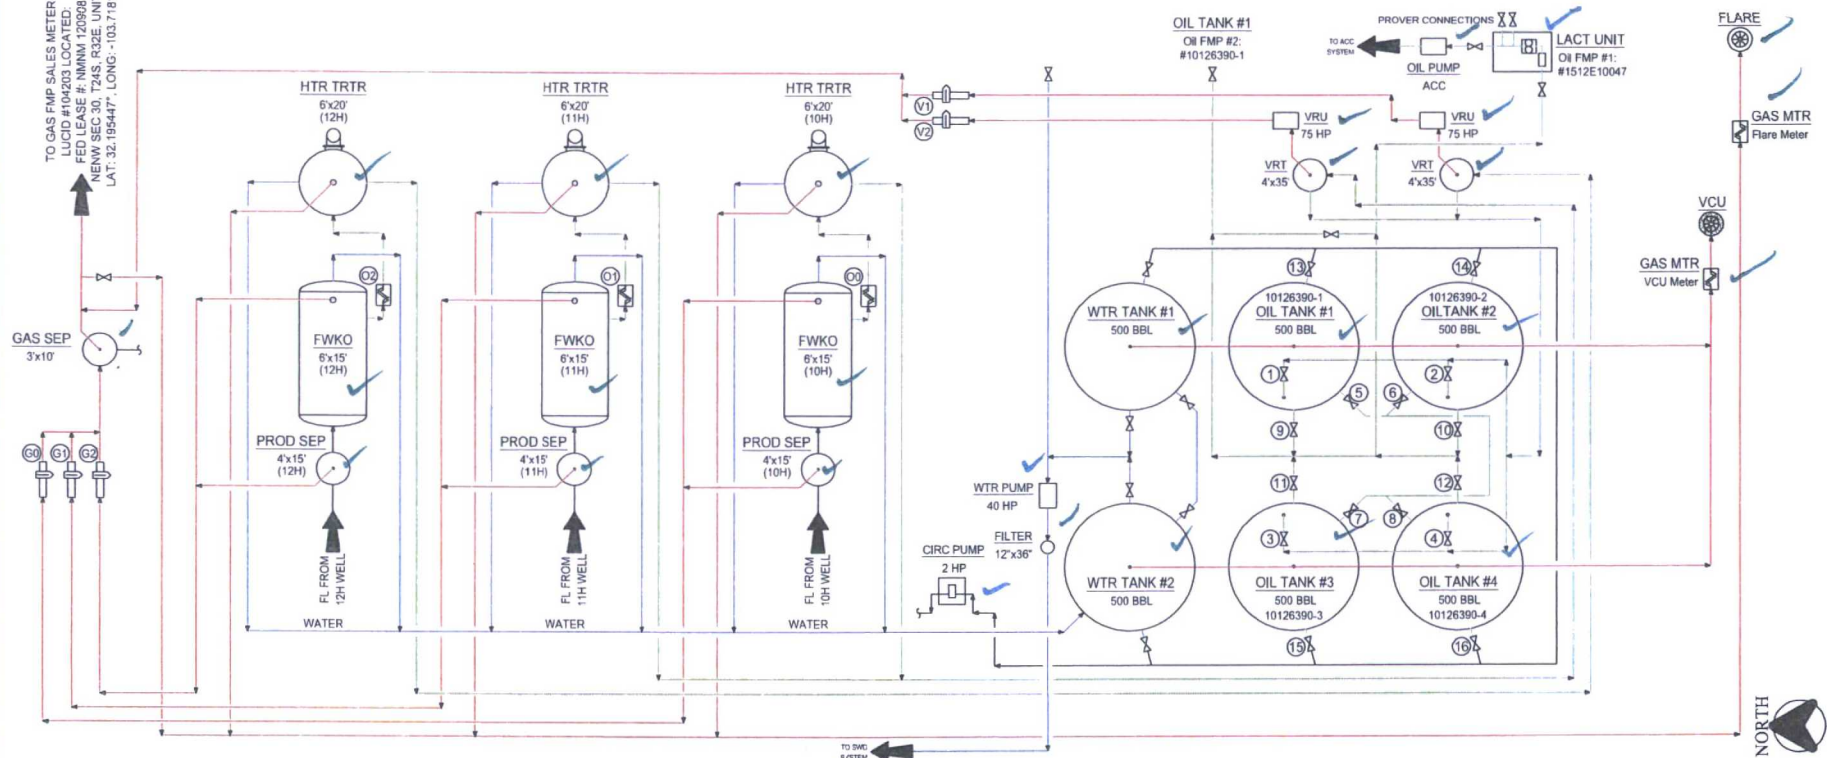 TO GAS FMP SALES METER
LUCID #104203 LOCATED:
FED LEASE #: NMNM 120908
NENW SEC 30, T24S, R32E, UNI
LAT: 32.195447°, LONG: -103.718
HTR TRTR
6'x20'
(12H)
HTR TRTR
6'x20'
(11H)
HTR TRTR
6'x20'
(10H)
V1
V2
OIL TANK #1
Oil FMP #2:
#10126390-1
PROVER CONNECTIONS
TO ACC
SYSTEM
OIL PUMP
ACC
LACT UNIT
Oil FMP #1:
#1512E10047
FLARE
GAS MTR
Flare Meter
VRU
75 HP
VRU
75 HP
VRT
4'x35'
VRT
4'x35'
VCU
GAS MTR
VCU Meter
O2
O1
O0
GAS SEP
3'x10'
FWKO
6'x15'
(12H)
FWKO
6'x15'
(11H)
FWKO
6'x15'
(10H)
13
14
WTR TANK #1
500 BBL
10126390-1
OIL TANK #1
500 BBL
10126390-2
OILTANK #2
500 BBL
1
2
5
6
9
10
G0
G1
G2
PROD SEP
4'x15'
(12H)
PROD SEP
4'x15'
(11H)
PROD SEP
4'x15'
(10H)
WTR PUMP
40 HP
FILTER
12"x36"
11
12
7
8
3
4
CIRC PUMP
2 HP
FL FROM
12H WELL
FL FROM
11H WELL
FL FROM
10H WELL
WTR TANK #2
500 BBL
OIL TANK #3
500 BBL
10126390-3
OIL TANK #4
500 BBL
10126390-4
WATER
WATER
WATER
15
16
TO SWD
SYSTEM
NORTH